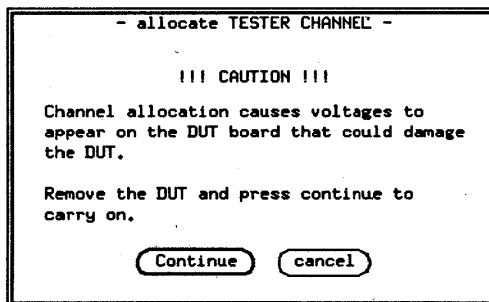 - allocate TESTER CHANNEL -
!!! CAUTION !!!
Channel allocation causes voltages to
appear on the DUT board that could damage
the DUT.
Remove the DUT and press continue to
carry on.
Continue cancel